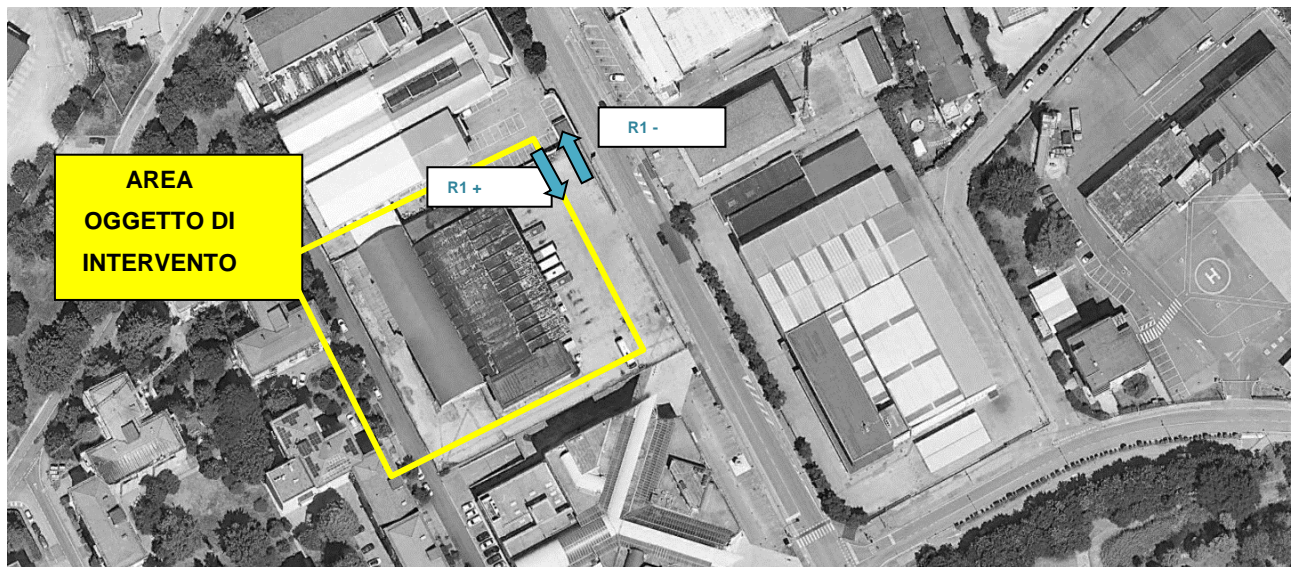 R1 -
AREA
OGGETTO DI
INTERVENTO
R1 +
H